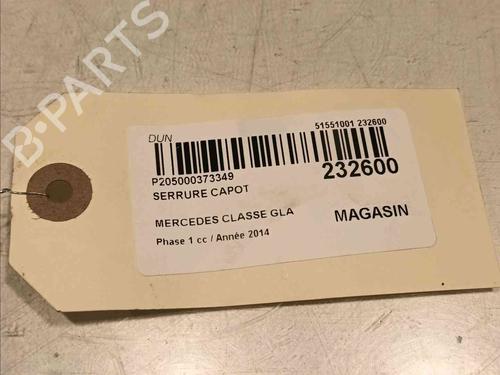 B-PARTS
DUN
51551001 232600
P205000373349
232600
SERRURE CAPOT
MERCEDES CLASSE GLA
MAGASIN
Phase 1 cc / Année 2014